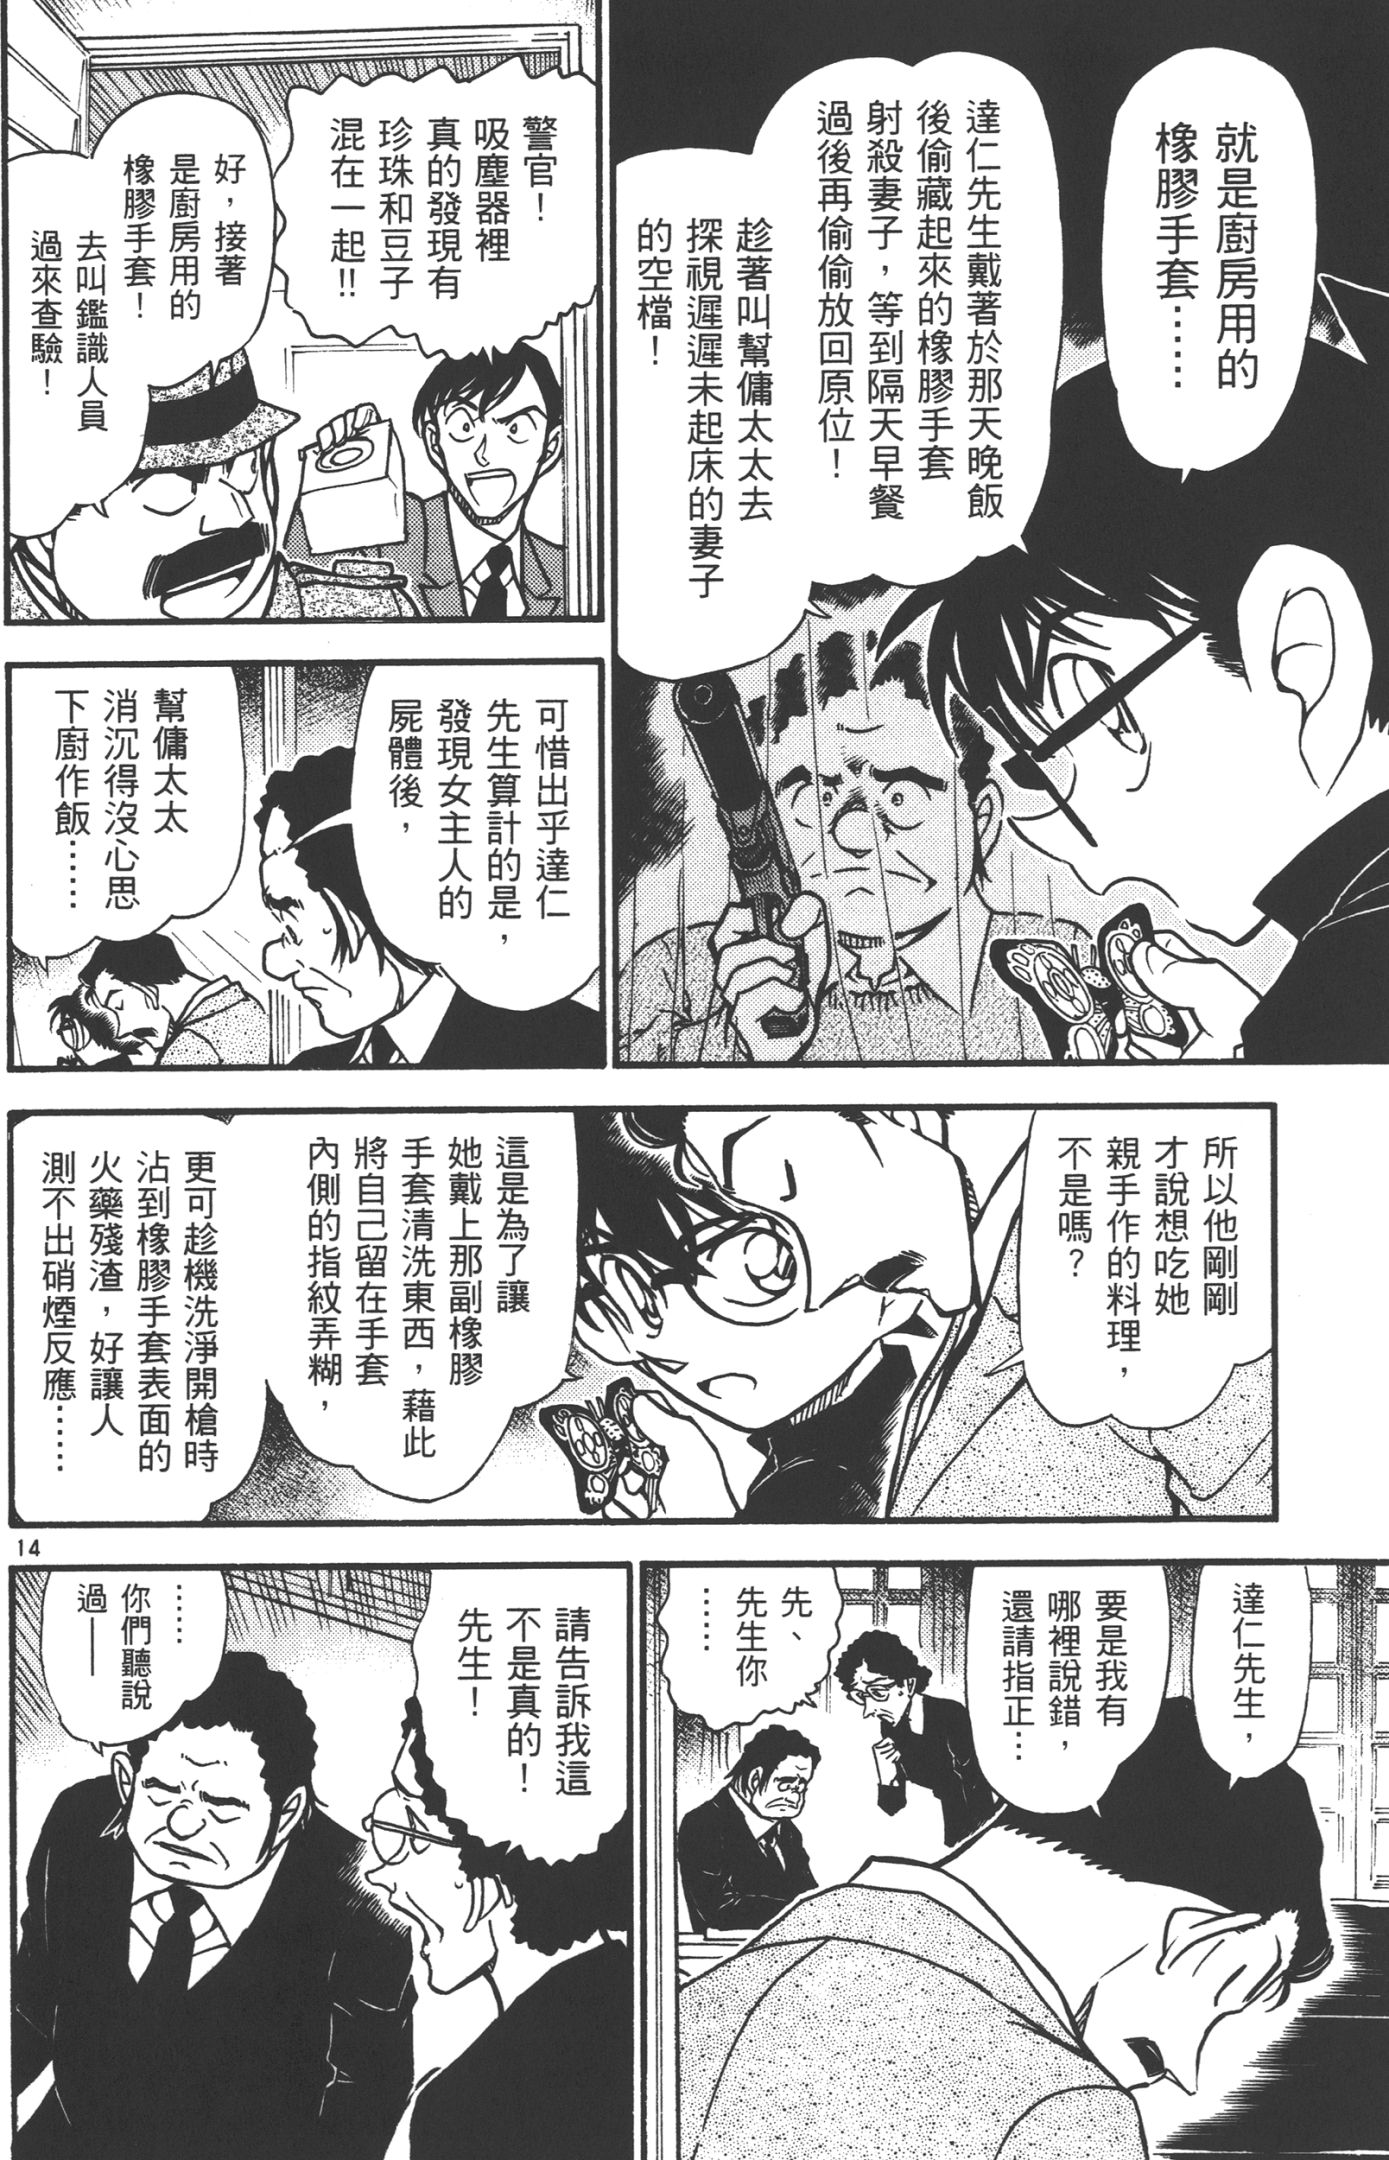 就是廚房用的
橡膠手套……
達仁先生戴著於那天晚飯
後偷藏起來的橡膠手套
射殺妻子，等到隔天早餐
過後再偷偷放回原位！
趁著叫幫傭太太去
探視遲遲未起床的妻子
的空檔！
警官！
吸塵器裡
真的發現有
珍珠和豆子
混在一起!!
好，接著
是廚房用的
橡膠手套！
去叫鑑識人員
過來查驗！
可惜出乎達仁
先生算計的是，
發現女主人的
屍體後，
幫傭太太
消沉得沒心思
下廚作飯……
所以他剛剛
才說想吃她
親手作的料理，
不是嗎？
這是為了讓
她戴上那副橡膠
手套清洗東西，藉此
將自己留在手套
內側的指紋弄糊，
更可趁機洗淨開槍時
沾到橡膠手套表面的
火藥殘渣，好讓人
測不出硝煙反應……
14
達仁先生，
要是我有
哪裡說錯，
還請指正…
先、
先生你
……
請告訴我這
不是真的！
先生！
……
你們聽說
過——